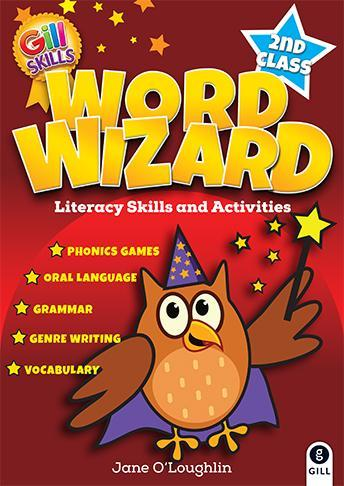 Gill
SKILLS
2ND
CLASS
WORD
WIZARD
Literacy Skills and Activities
PHONICS GAMES
ORAL LANGUAGE
GRAMMAR
GENRE WRITING
VOCABULARY
Jane O'Loughlin
g
GILL